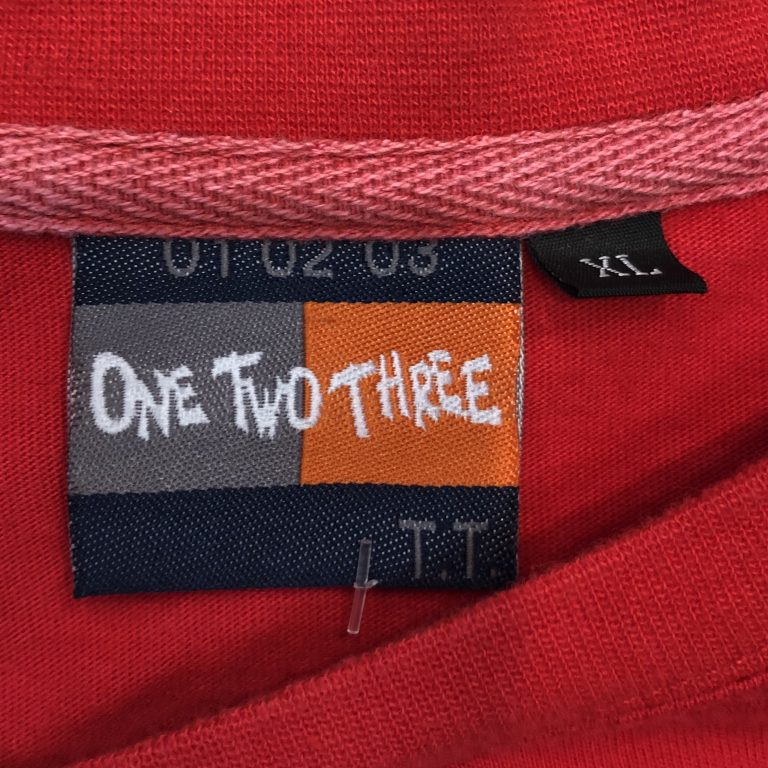 01 02 03
XL
ONE TWO THREE
T.T.